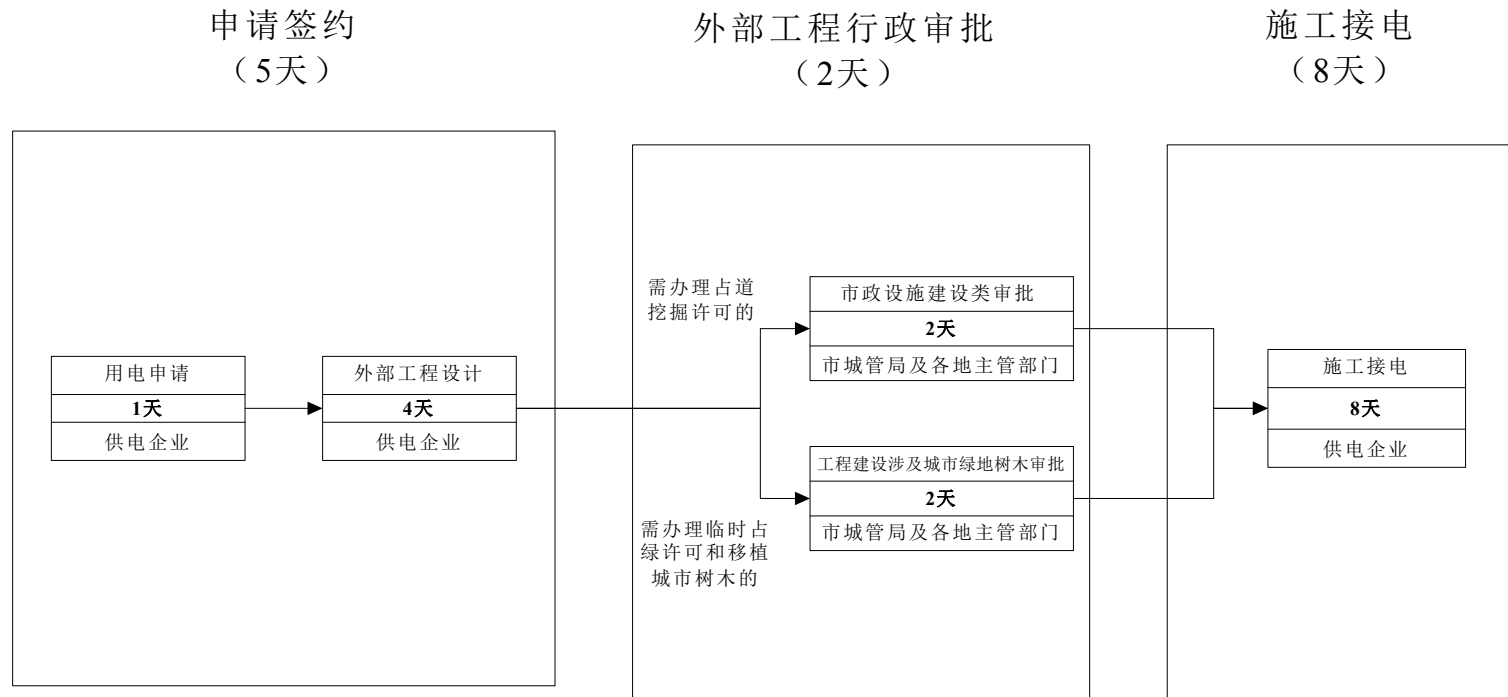 申请签约
（5天）
外部工程行政审批
（2天）
施工接电
（8天）
用电申请
1天
供电企业
外部工程设计
4天
供电企业
需办理占道
挖掘许可的
市政设施建设类审批
2天
市城管局及各地主管部门
需办理临时占
绿许可和移植
城市树木的
工程建设涉及城市绿地树木审批
2天
市城管局及各地主管部门
施工接电
8天
供电企业